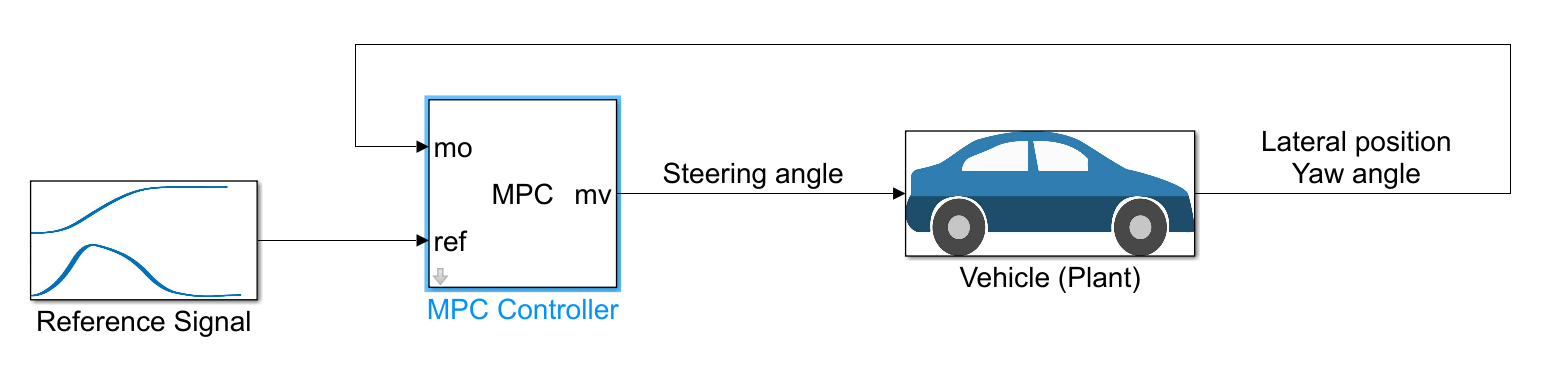 mo
MPC
mv
ref
MPC Controller
Reference Signal
Steering angle
Vehicle (Plant)
Lateral position
Yaw angle